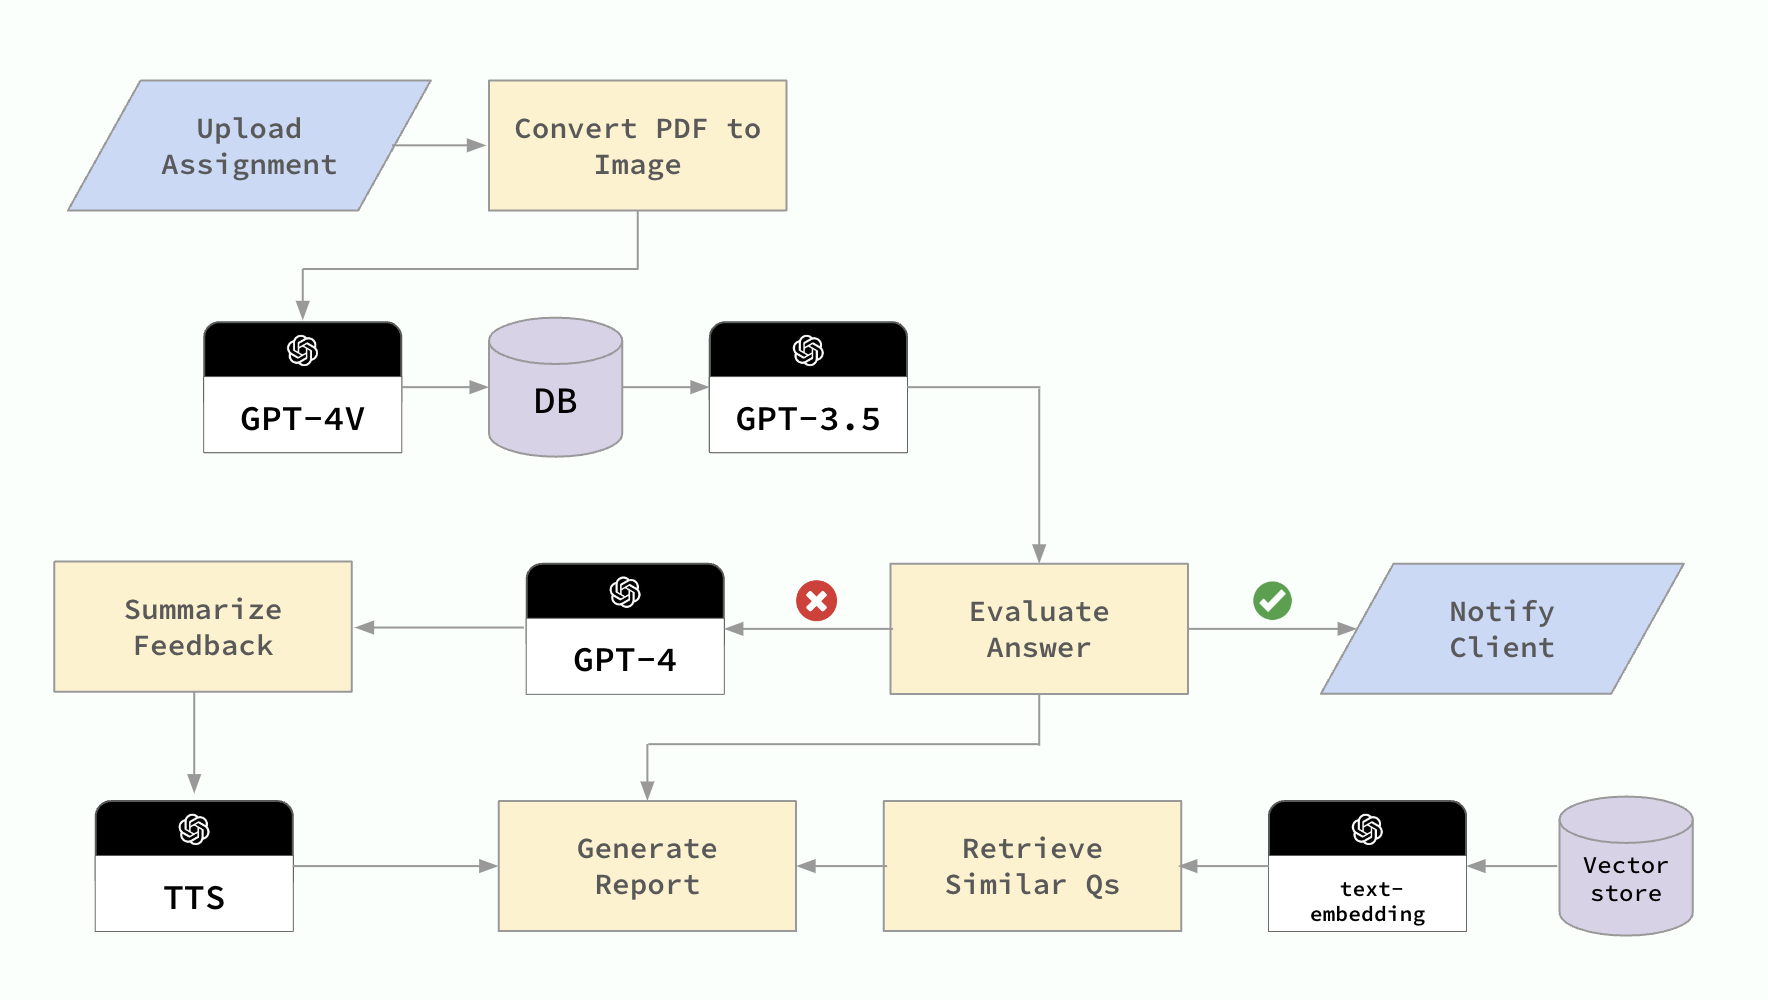 Upload
Assignment
Convert PDF to
Image
GPT-4V
DB
GPT-3.5
Summarize
Feedback
GPT-4
Evaluate
Answer
Notify
Client
TTS
Generate
Report
Retrieve
Similar Qs
text-
embedding
Vector
store